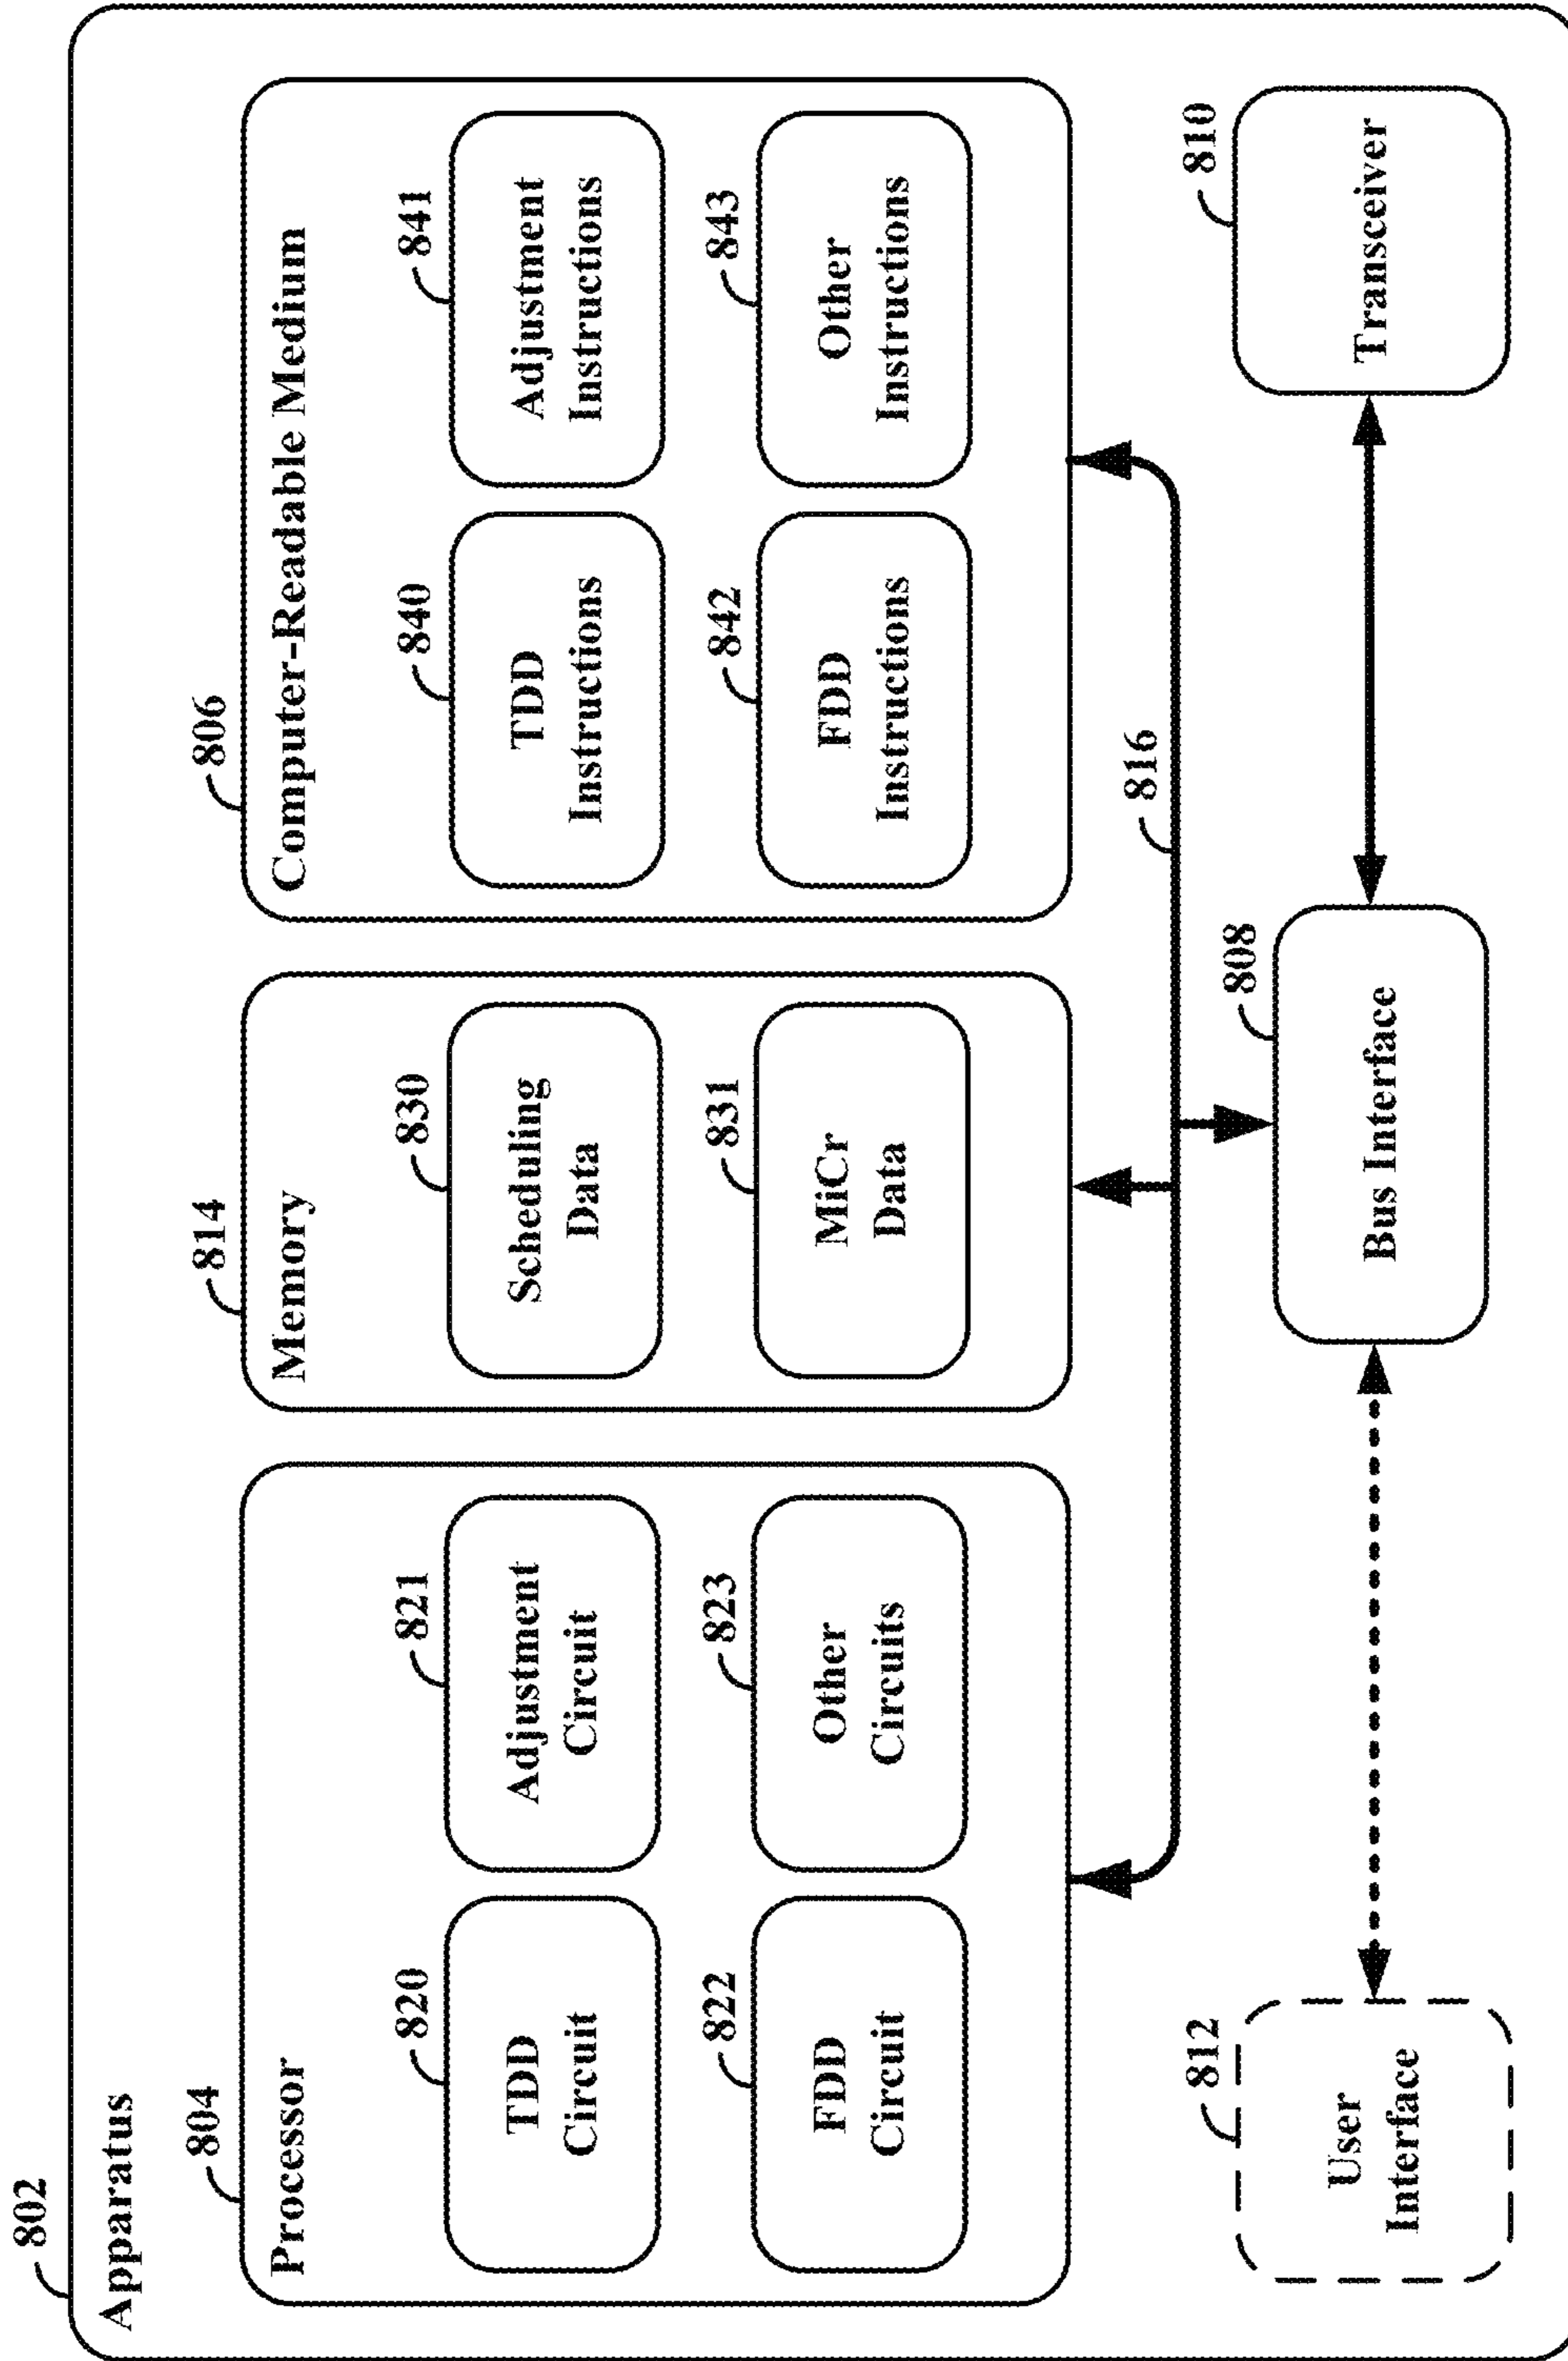 802
Apparatus
804
Processor
820
TDD
Circuit
821
Adjustment
Circuit
822
FDD
Circuit
823
Other
Circuits
814
Memory
830
Scheduling
Data
831
MiCr
Data
806
Computer-Readable Medium
840
TDD
Instructions
841
Adjustment
Instructions
842
FDD
Instructions
843
Other
Instructions
816
812
User
Interface
808
Bus Interface
810
Transceiver